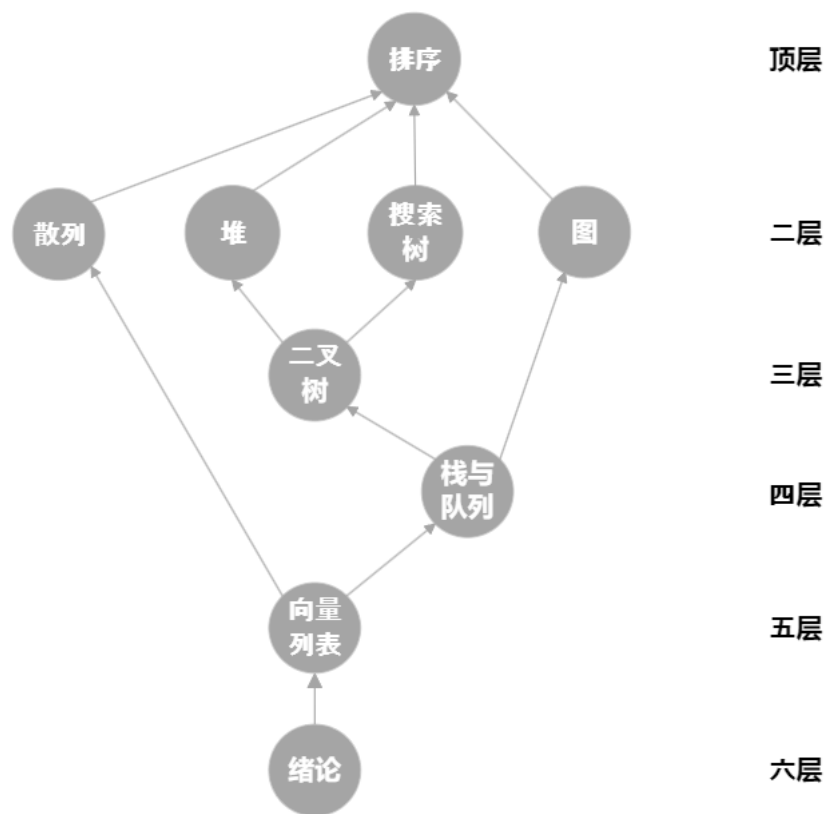 排序
顶层
散列
堆
搜索
树
图
二层
二叉
树
三层
栈与
队列
四层
向量
列表
五层
绪论
六层